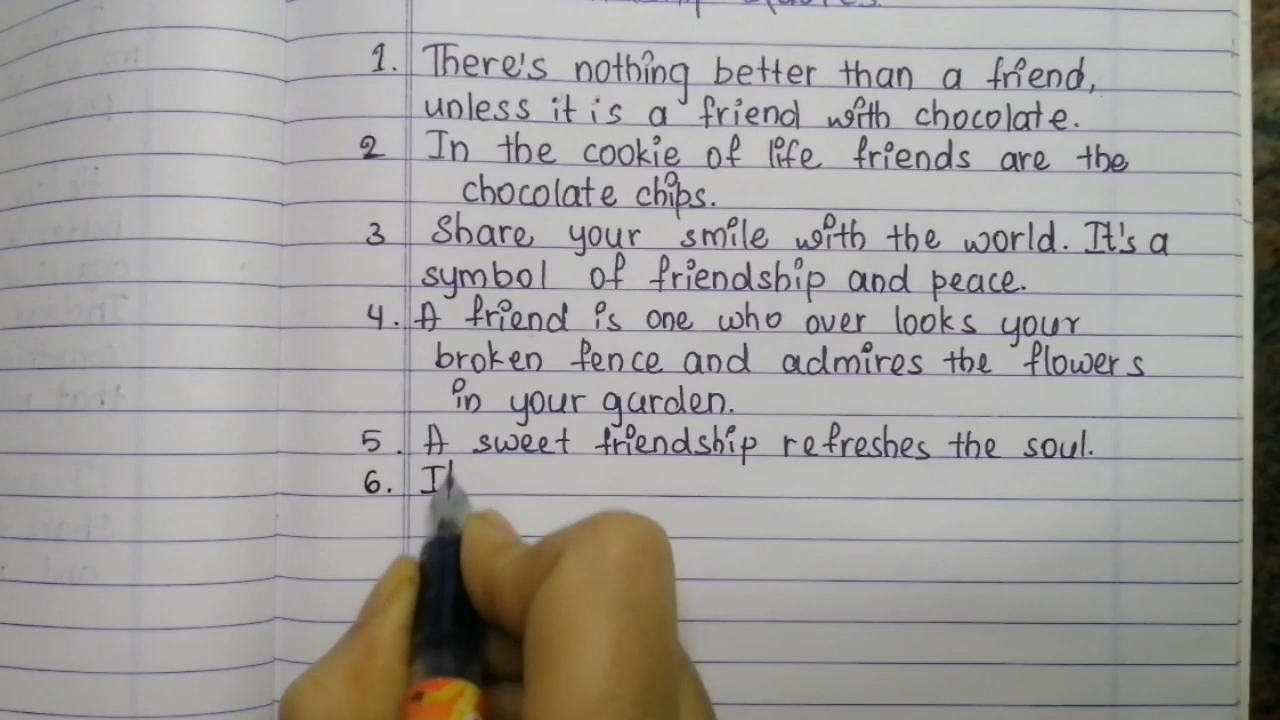 1. There's nothing better than a friend,
unless it is a friend with chocolate.
2 In the cookie of life friends are the
chocolate chips.
3 Share your smile with the world. It's a
symbol of friendship and peace.
4. A friend is one who over looks your
broken fence and admires the flowers
in your garden.
5. A sweet friendship refreshes the soul.
6. I